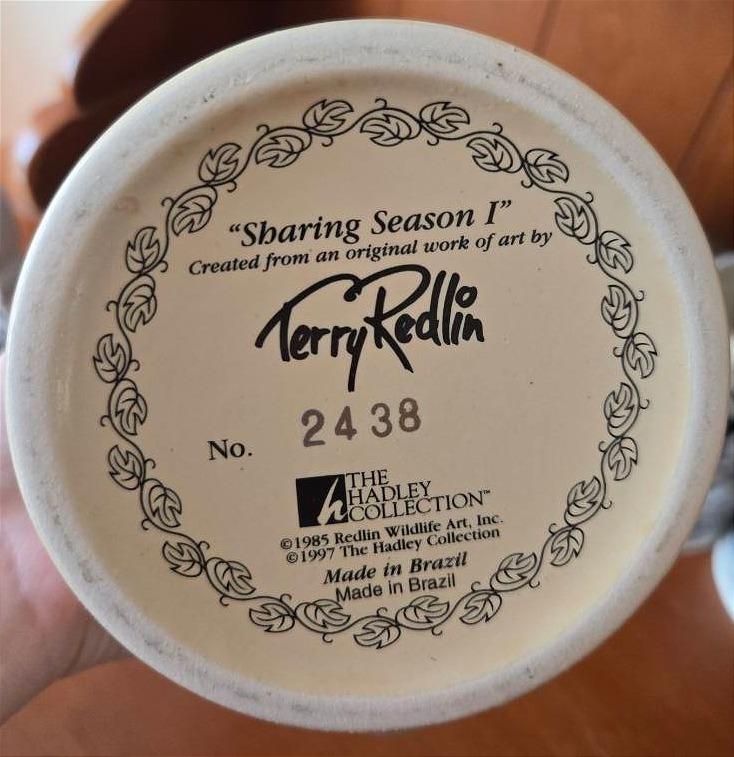 "Sharing Season I"
Created from an original work of art by
Terry Redlin
No. 2438
h THE
HADLEY
COLLECTION™
©1985 Redlin Wildlife Art, Inc.
©1997 The Hadley Collection
Made in Brazil
Made in Brazil